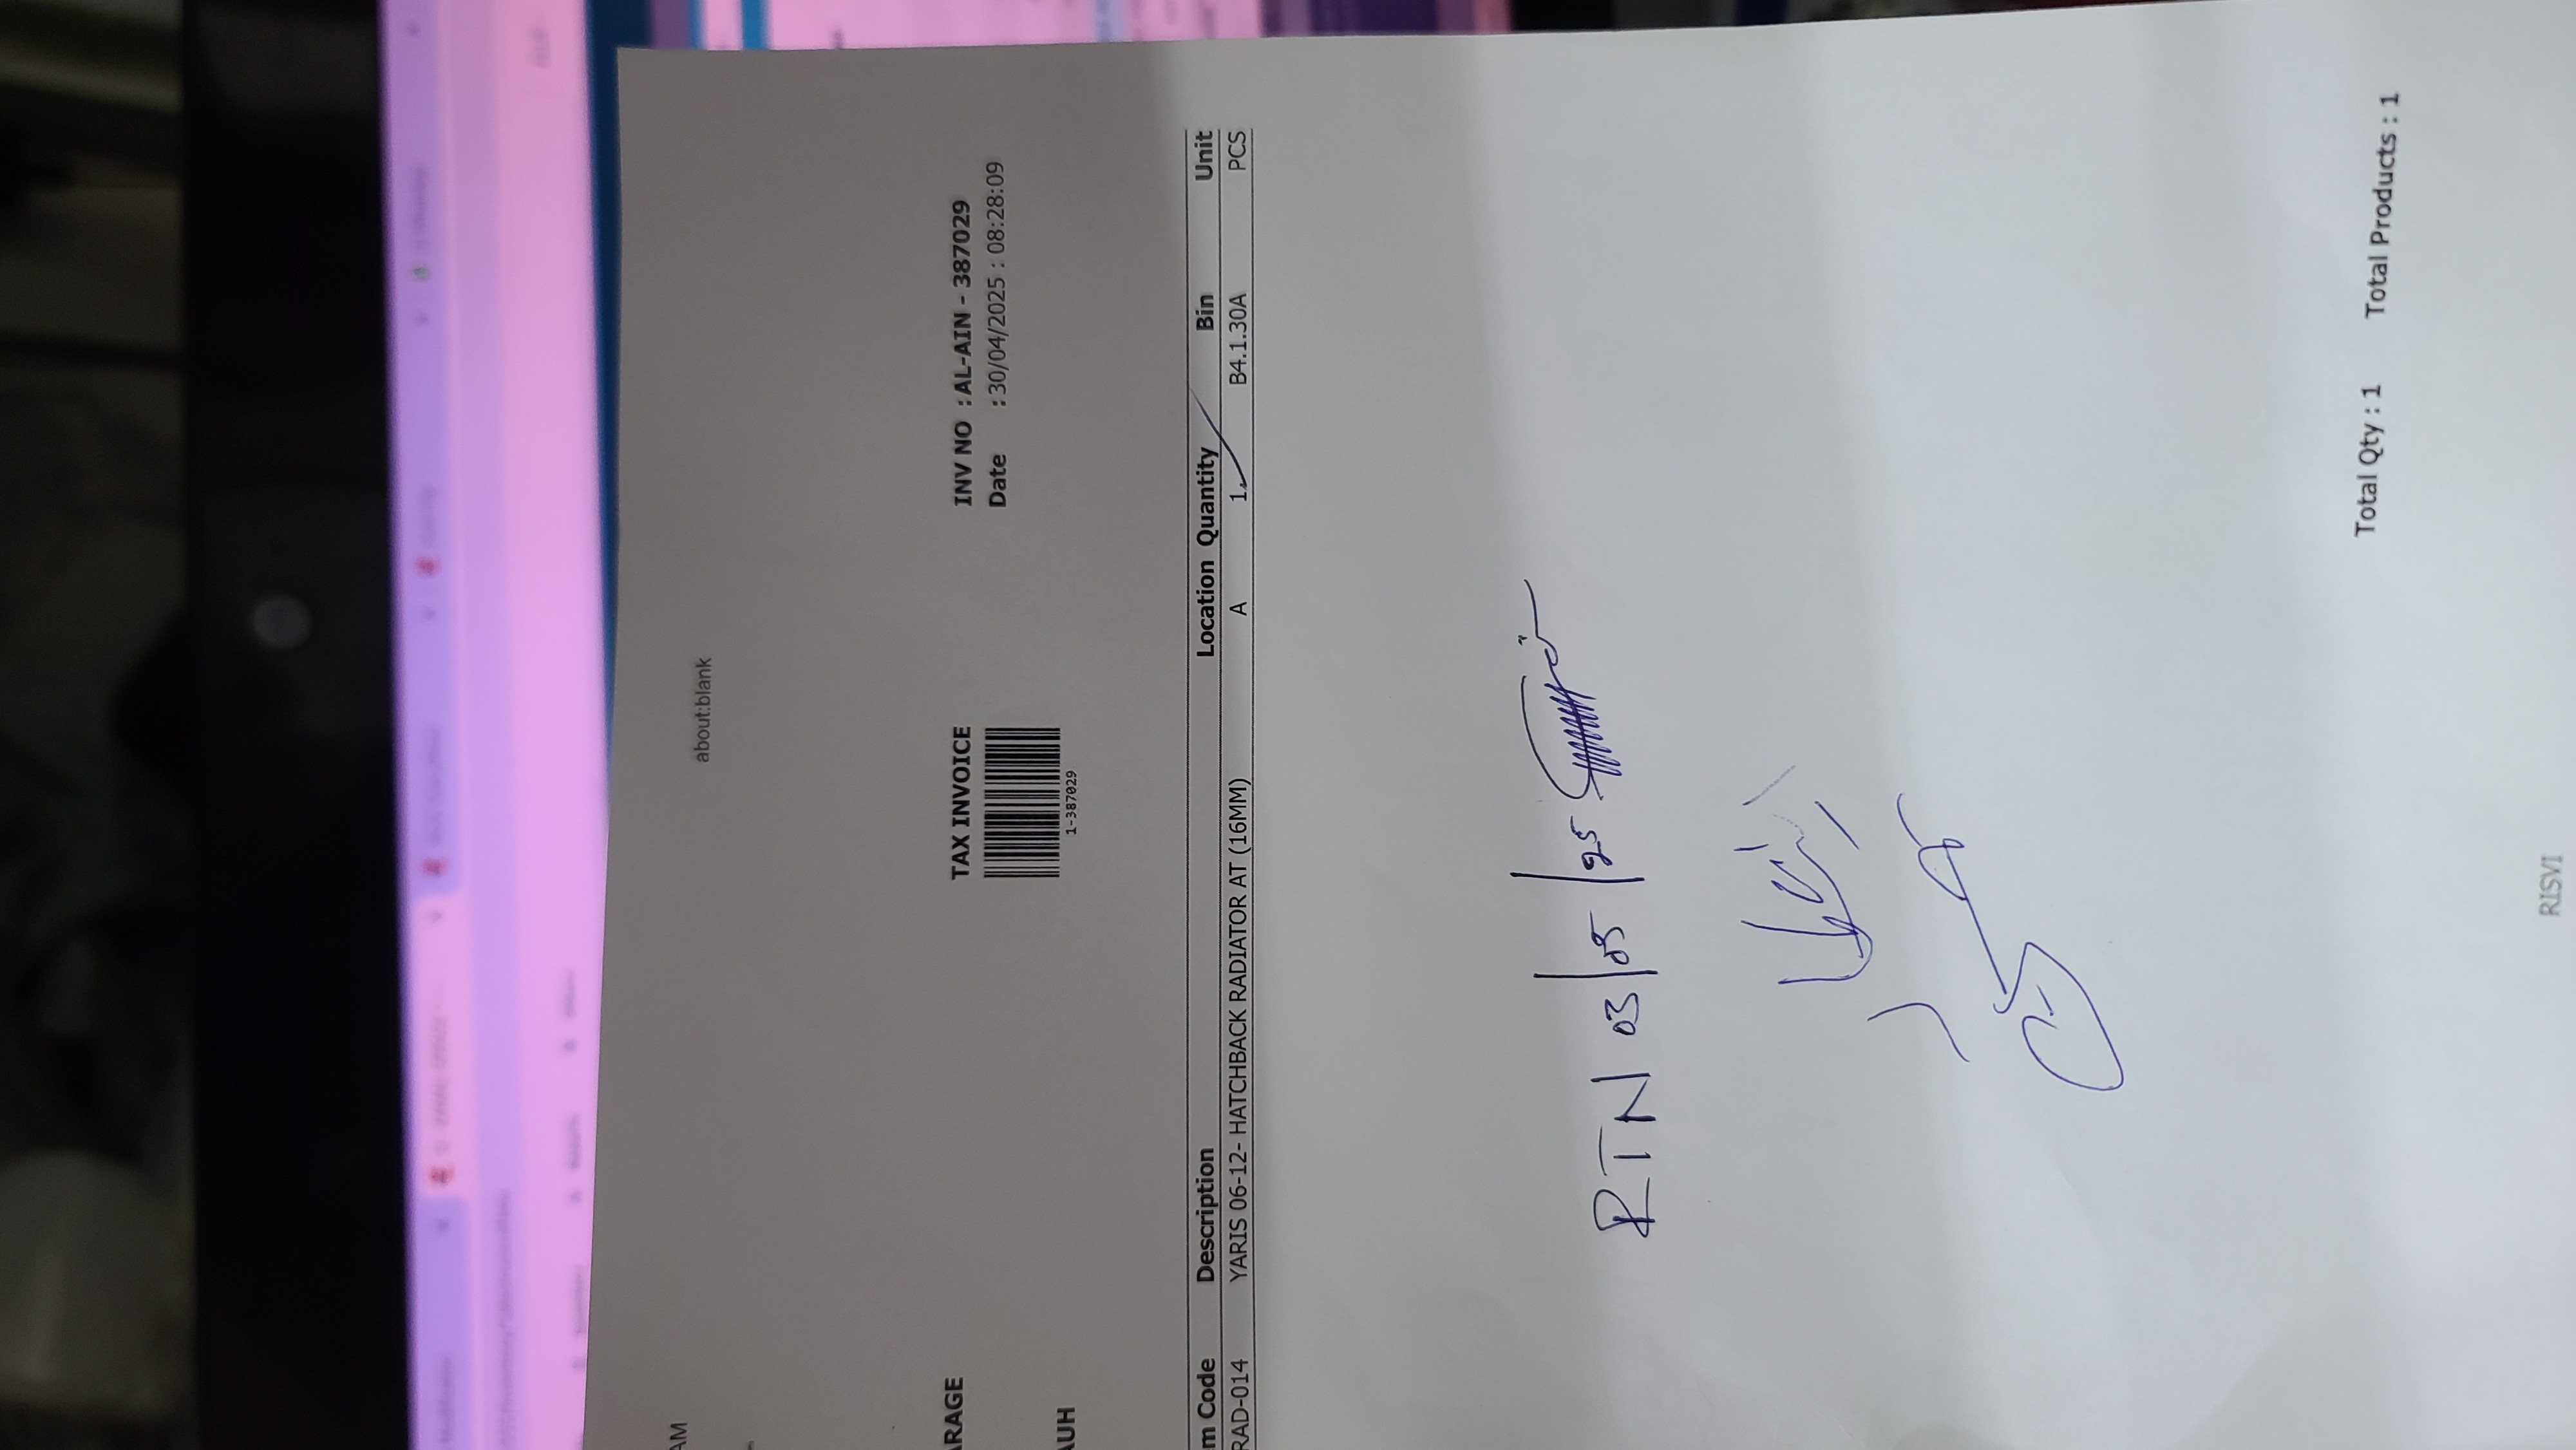 AM
about:blank
ARAGE
TAX INVOICE
INV NO : AL-AIN - 387029
Date : 30/04/2025 : 08:28:09
1-387029
AUH
m Code Description Location Quantity Bin Unit
RAD-014 YARIS 06-12- HATCHBACK RADIATOR AT (16MM) A 1 B4.1.30A PCS
RTN 03/05/25
Total Qty : 1 Total Products : 1
RISVI